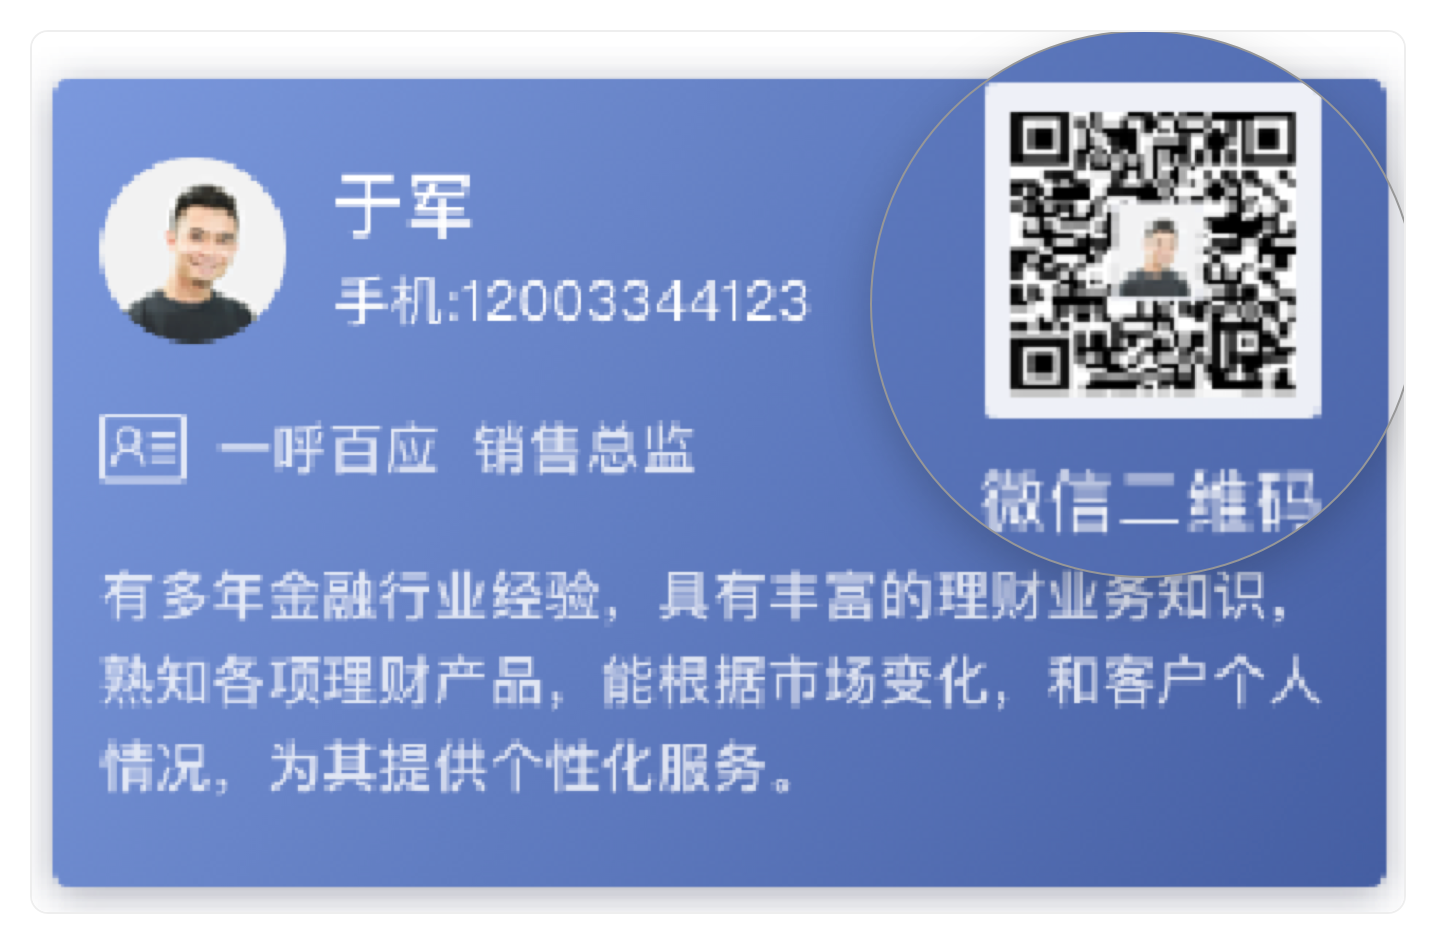 于军
手机:12003344123
一呼百应 销售总监
微信二维码
有多年金融行业经验，具有丰富的理财业务知识，
熟知各项理财产品，能根据市场变化，和客户个人
情况，为其提供个性化服务。